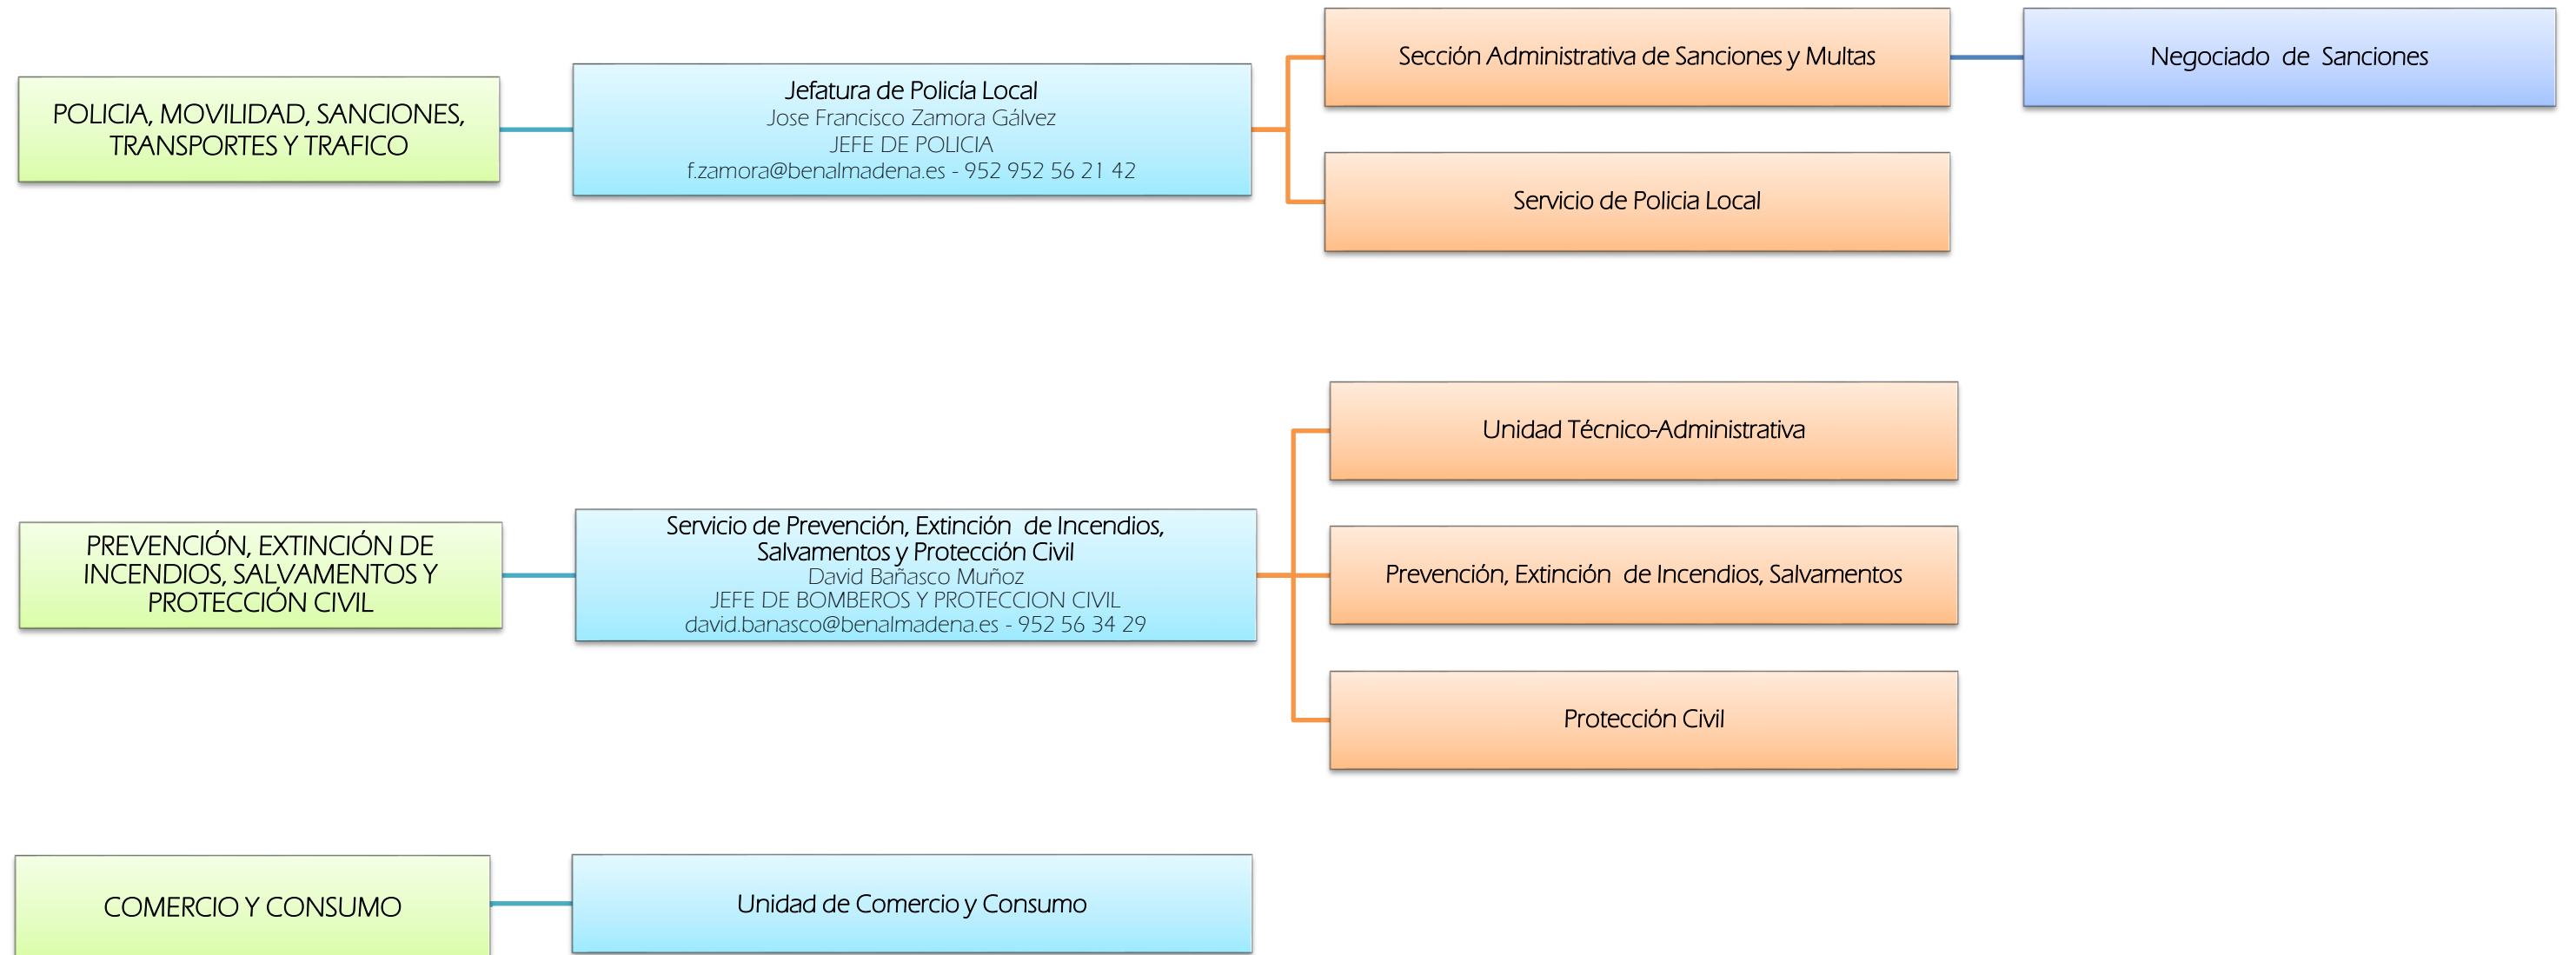 POLICIA, MOVILIDAD, SANCIONES,
TRANSPORTES Y TRAFICO
Jefatura de Policía Local
Jose Francisco Zamora Gálvez
JEFE DE POLICIA
f.zamora@benalmadena.es - 952 952 56 21 42
Sección Administrativa de Sanciones y Multas
Negociado de Sanciones
Servicio de Policia Local
PREVENCIÓN, EXTINCIÓN DE
INCENDIOS, SALVAMENTOS Y
PROTECCIÓN CIVIL
Servicio de Prevención, Extinción de Incendios,
Salvamentos y Protección Civil
David Bañasco Muñoz
JEFE DE BOMBEROS Y PROTECCION CIVIL
david.banasco@benalmadena.es - 952 56 34 29
Unidad Técnico-Administrativa
Prevención, Extinción de Incendios, Salvamentos
Protección Civil
COMERCIO Y CONSUMO
Unidad de Comercio y Consumo